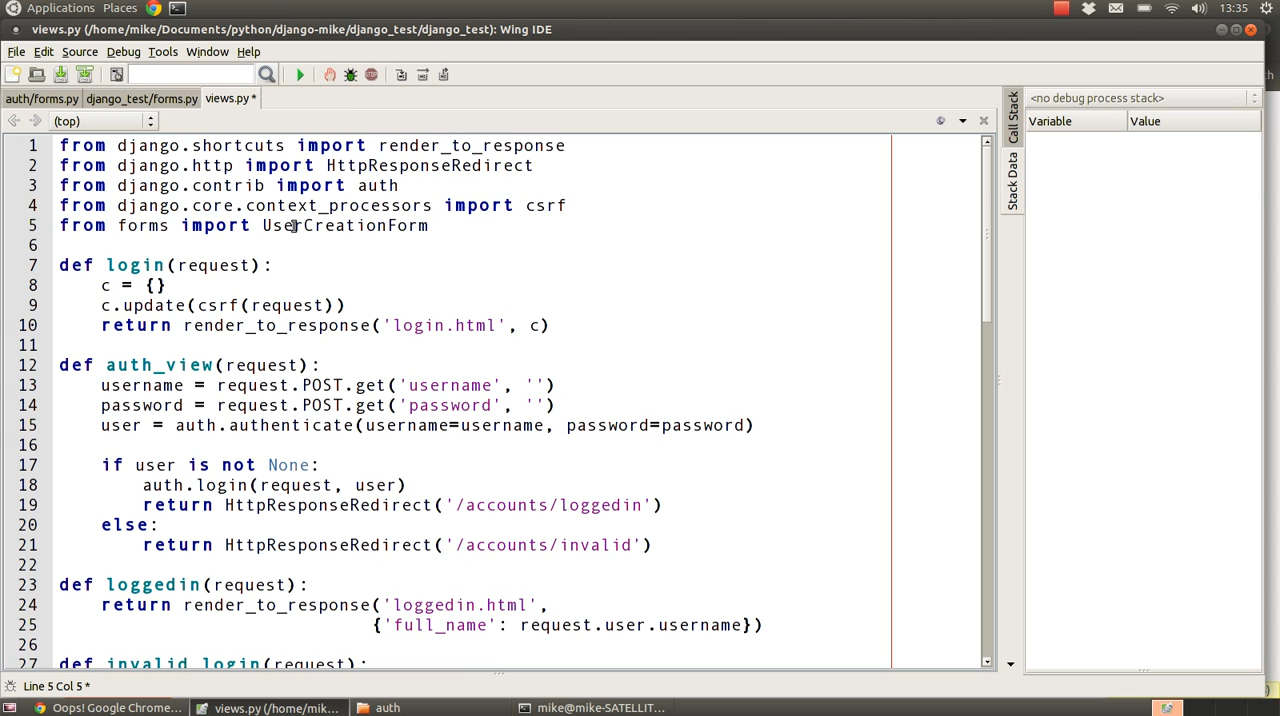 Applications Places 13:35
views.py (/home/mike/Documents/python/django-mike/django_test/django_test): Wing IDE
File Edit Source Debug Tools Window Help
auth/forms.py django_test/forms.py views.py *
(top)
<no debug process stack>
Variable Value
Call Stack
Stack Data
1 from django.shortcuts import render_to_response
2 from django.http import HttpResponseRedirect
3 from django.contrib import auth
4 from django.core.context_processors import csrf
5 from forms import UserCreationForm
6
7 def login(request):
8 c = {}
9 c.update(csrf(request))
10 return render_to_response('login.html', c)
11
12 def auth_view(request):
13 username = request.POST.get('username', '')
14 password = request.POST.get('password', '')
15 user = auth.authenticate(username=username, password=password)
16
17 if user is not None:
18 auth.login(request, user)
19 return HttpResponseRedirect('/accounts/loggedin')
20 else:
21 return HttpResponseRedirect('/accounts/invalid')
22
23 def loggedin(request):
24 return render_to_response('loggedin.html',
25 {'full_name': request.user.username})
26
27 def invalid_login(request):
Line 5 Col 5*
Oops! Google Chrome... views.py (/home/mik... auth mike@mike-SATELLIT...